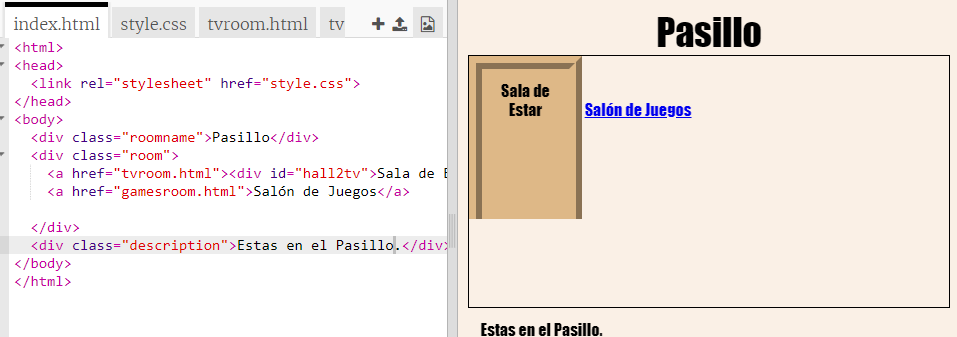 index.html style.css tvroom.html tv
<html>
<head>
<link rel="stylesheet" href="style.css">
</head>
<body>
<div class="roomname">Pasillo</div>
<div class="room">
<a href="tvroom.html"><div id="hall2tv">Sala de E
<a href="gamesroom.html">Salón de Juegos</a>
</div>
<div class="description">Estas en el Pasillo.</div>
</body>
</html>
Pasillo
Sala de
Estar
Salón de Juegos
Estas en el Pasillo.